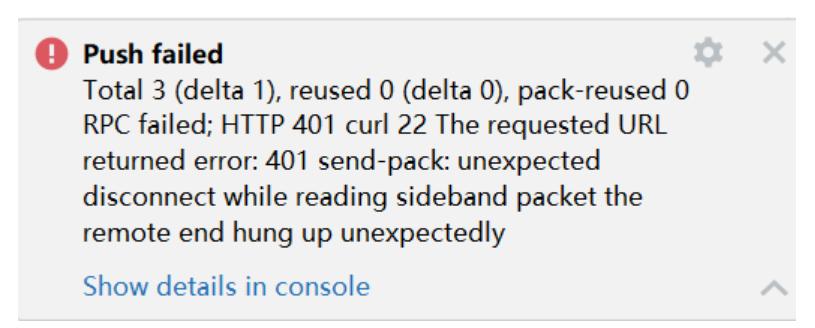 Push failed
Total 3 (delta 1), reused 0 (delta 0), pack-reused 0
RPC failed; HTTP 401 curl 22 The requested URL
returned error: 401 send-pack: unexpected
disconnect while reading sideband packet the
remote end hung up unexpectedly
Show details in console